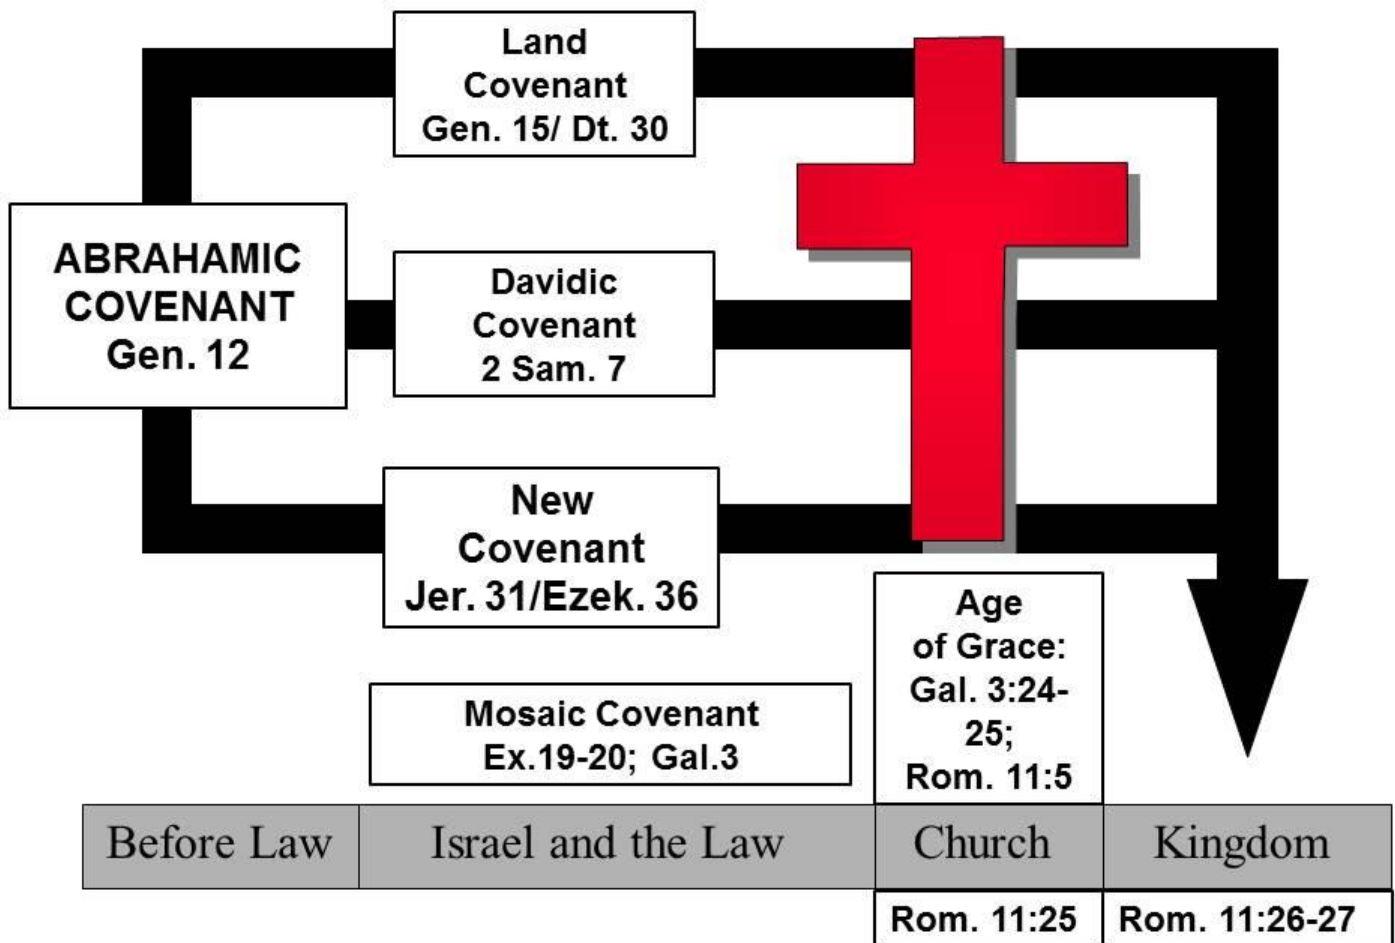 Land
Covenant
Gen. 15/ Dt. 30
ABRAHAMIC
COVENANT
Gen. 12
Davidic
Covenant
2 Sam. 7
New
Covenant
Jer. 31/Ezek. 36
Mosaic Covenant
Ex.19-20; Gal.3
Age
of Grace:
Gal. 3:24-
25;
Rom. 11:5
Before Law
Israel and the Law
Church
Kingdom
Rom. 11:25
Rom. 11:26-27